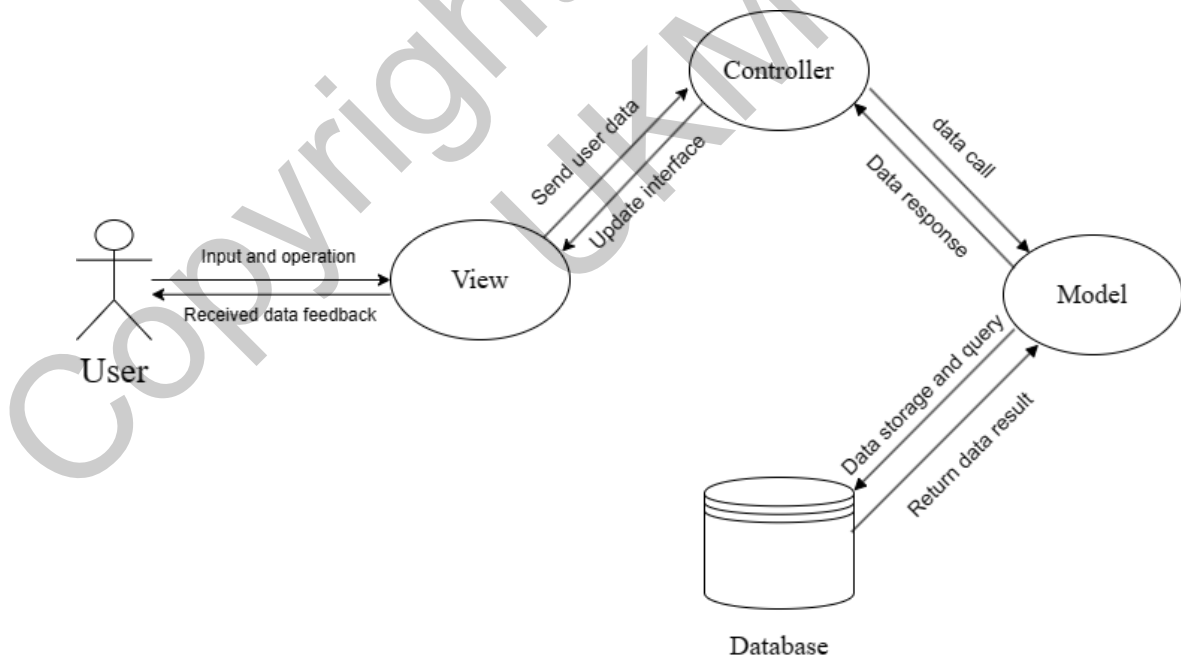 Copyright
UKM
Controller
Send user data
Update interface
data call
Data response
Input and operation
View
Received data feedback
User
Model
Data storage and query
Return data result
Database